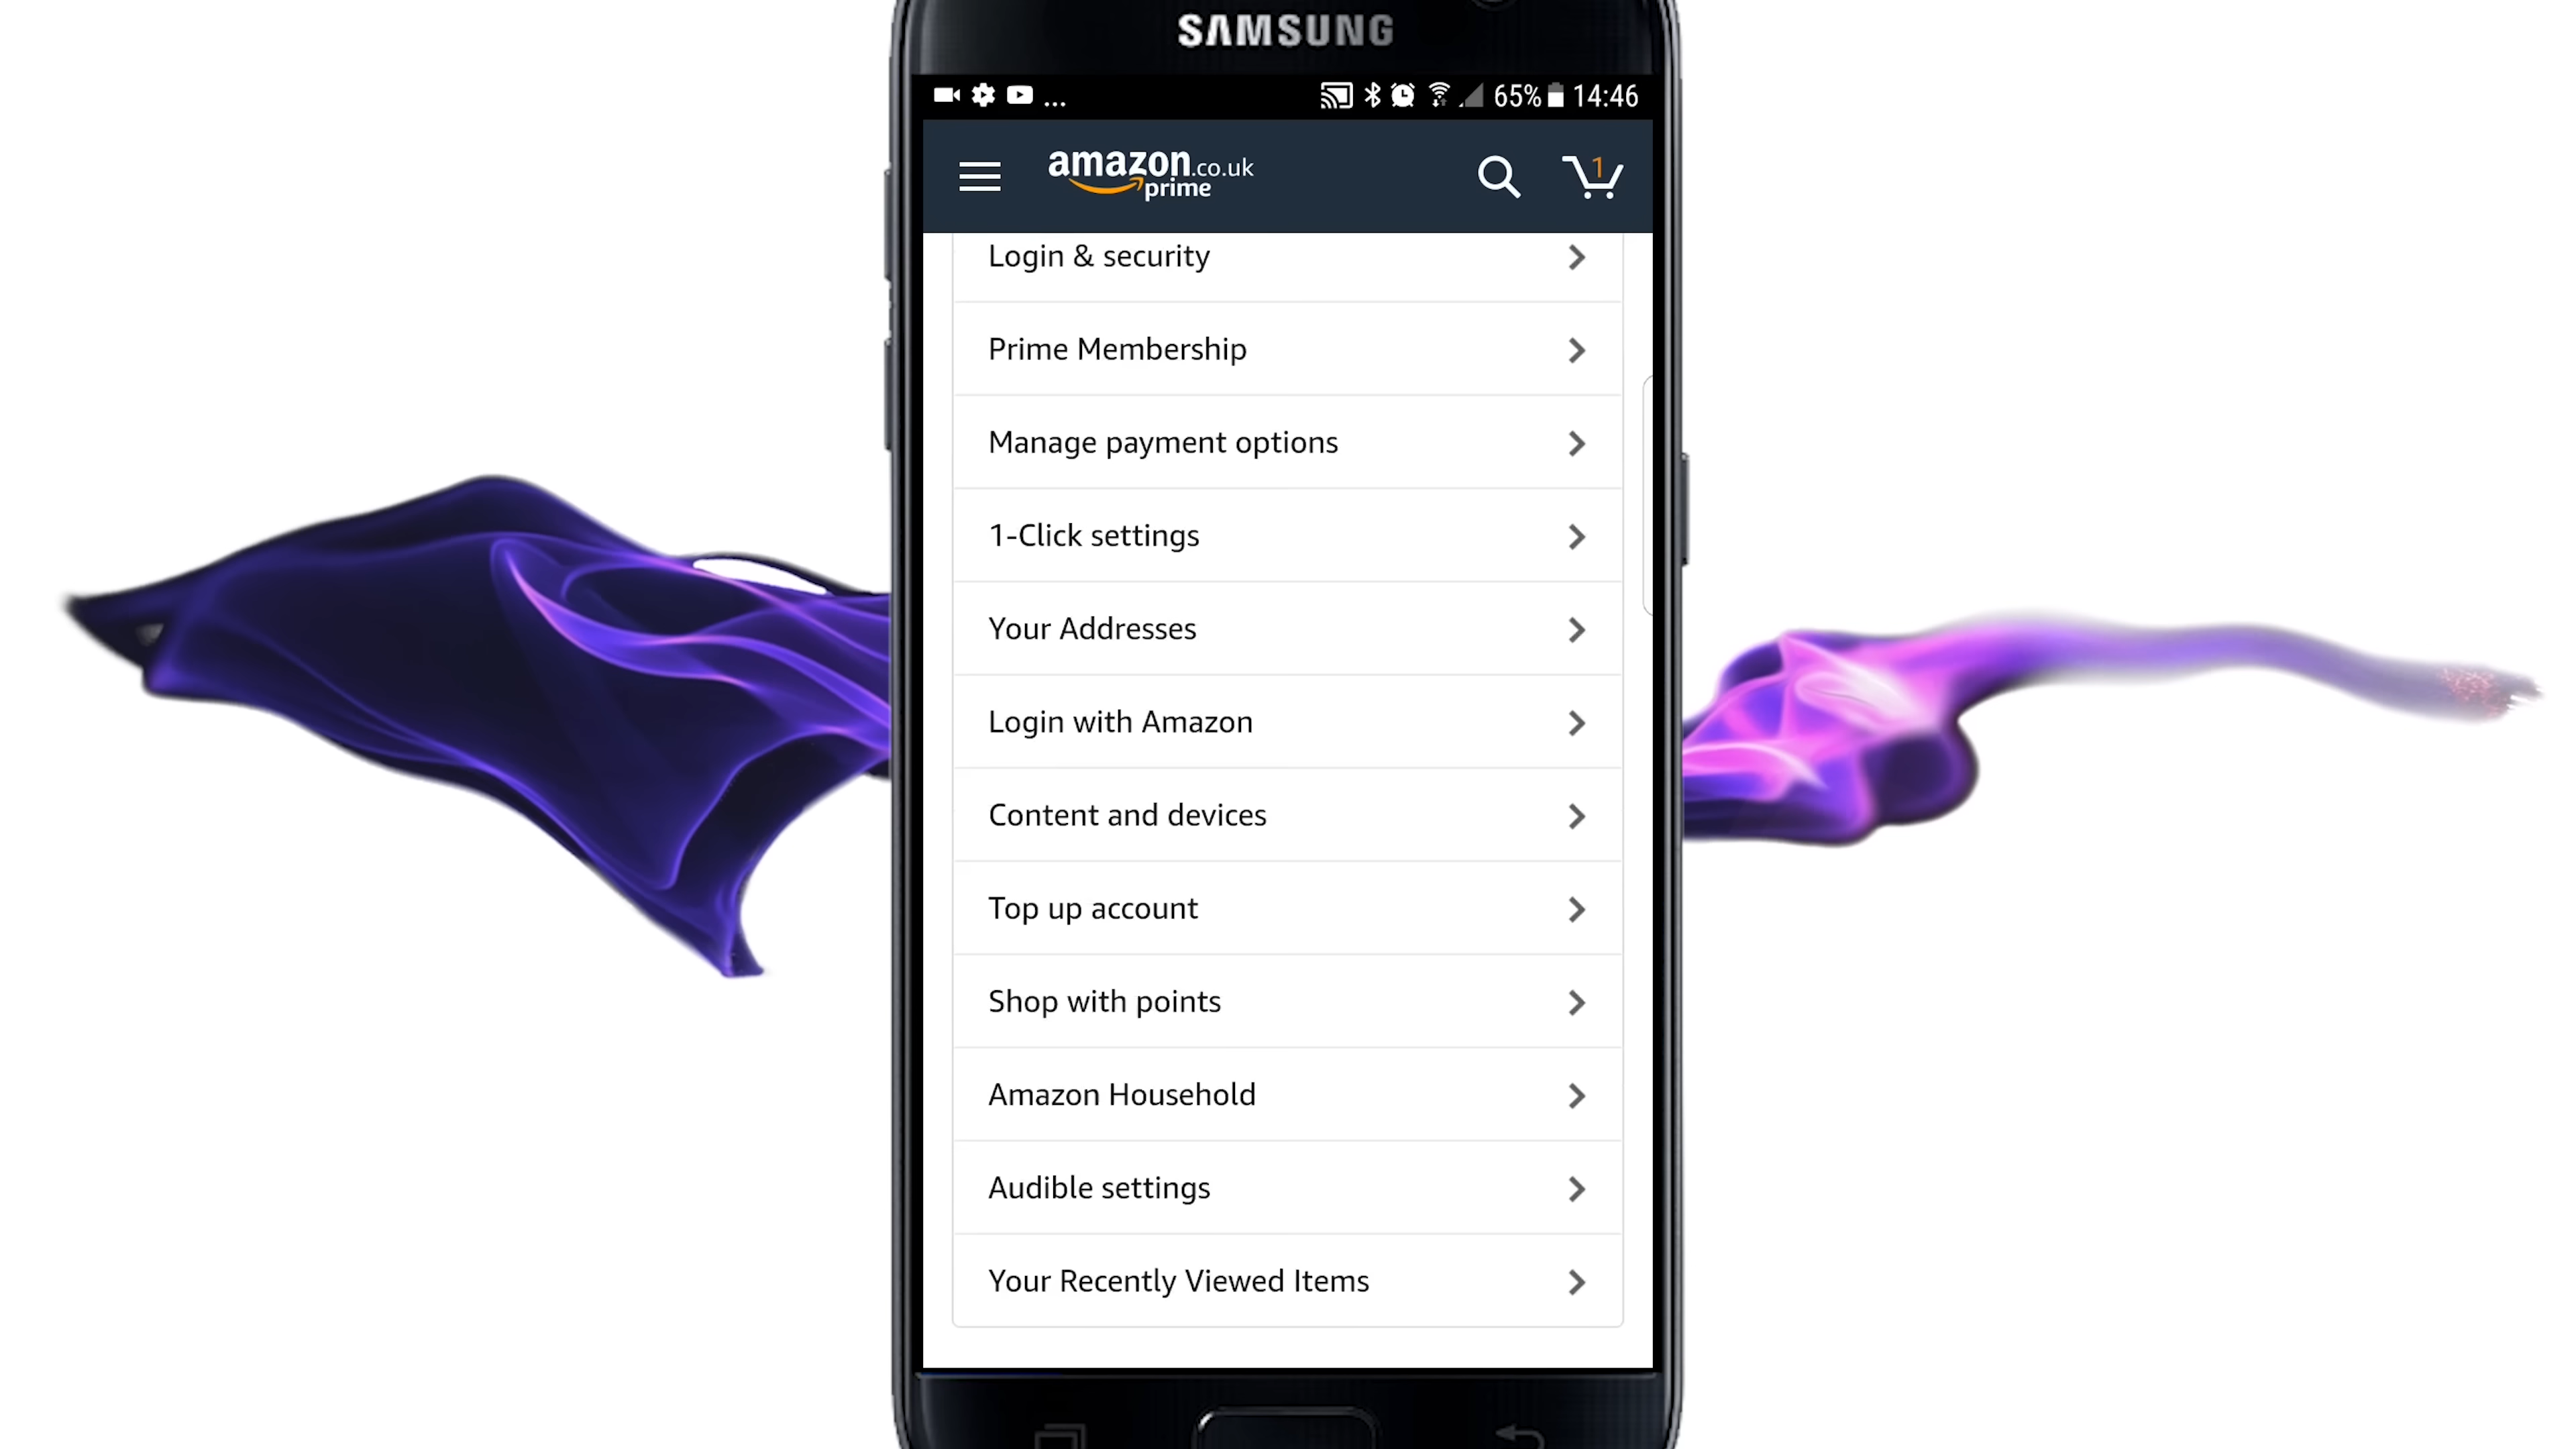 SAMSUNG
... 65% 14:46
amazon.co.uk
prime
1
Login & security
Prime Membership
Manage payment options
1-Click settings
Your Addresses
Login with Amazon
Content and devices
Top up account
Shop with points
Amazon Household
Audible settings
Your Recently Viewed Items